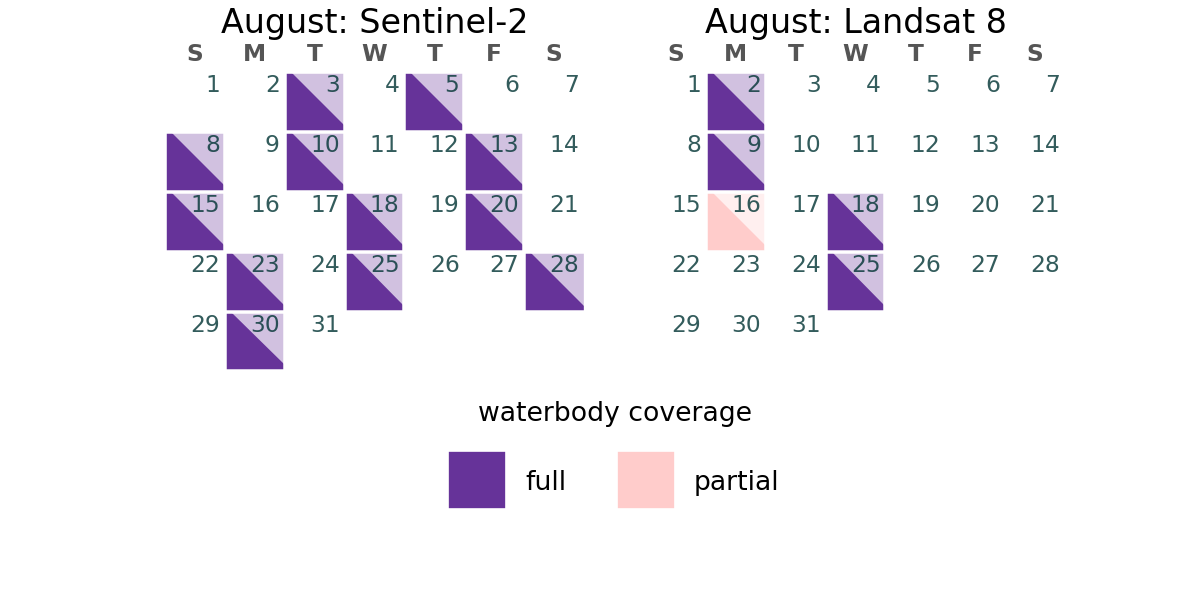 August: Sentinel-2
S M T W T F S
1 2 3 4 5 6 7
8 9 10 11 12 13 14
15 16 17 18 19 20 21
22 23 24 25 26 27 28
29 30 31
August: Landsat 8
S M T W T F S
1 2 3 4 5 6 7
8 9 10 11 12 13 14
15 16 17 18 19 20 21
22 23 24 25 26 27 28
29 30 31
waterbody coverage
full partial